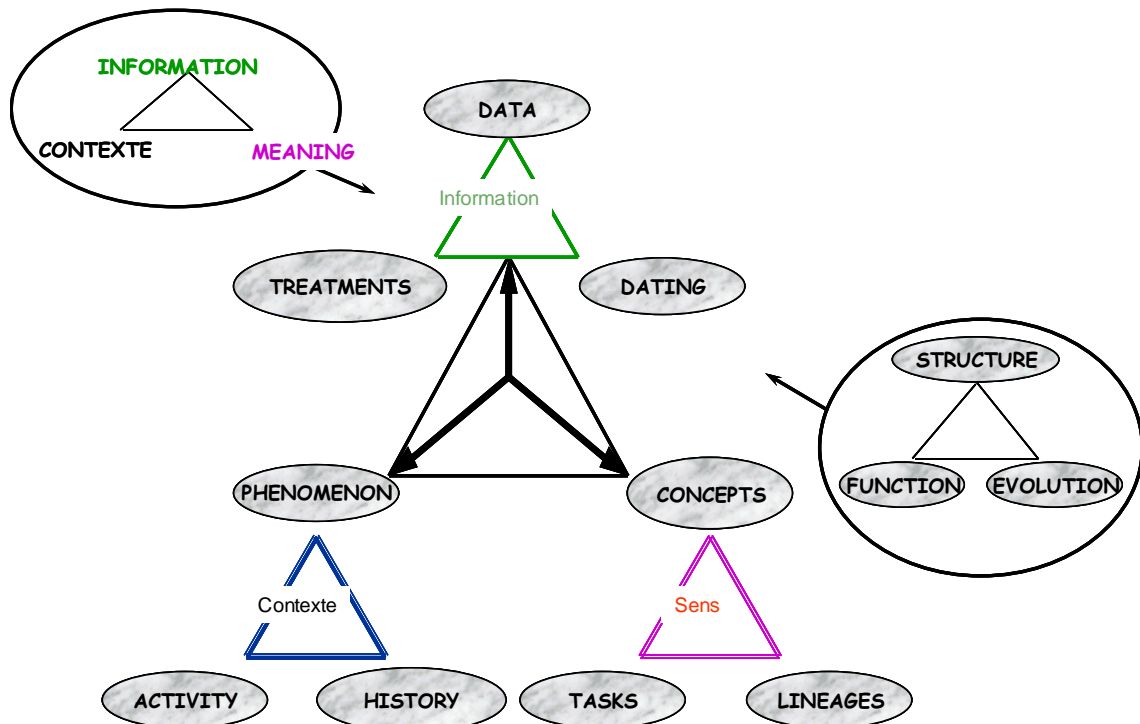 INFORMATION
CONTEXTE
MEANING
DATA
Information
TREATMENTS
DATING
STRUCTURE
FUNCTION
EVOLUTION
PHENOMENON
CONCEPTS
Contexte
Sens
ACTIVITY
HISTORY
TASKS
LINEAGES